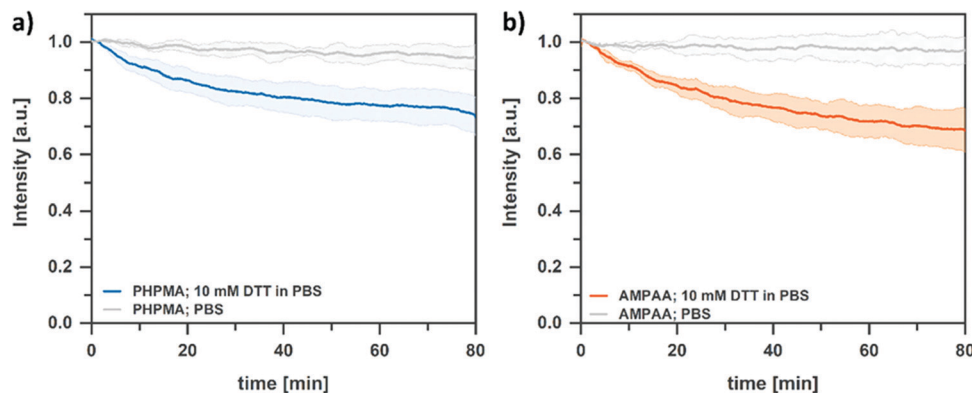 a)
Intensity [a.u.]
1.0
0.8
0.6
0.4
0.2
0.0
PHPMA; 10 mM DTT in PBS
PHPMA; PBS
0 20 40 60 80
time [min]
b)
Intensity [a.u.]
1.0
0.8
0.6
0.4
0.2
0.0
AMPAA; 10 mM DTT in PBS
AMPAA; PBS
0 20 40 60 80
time [min]